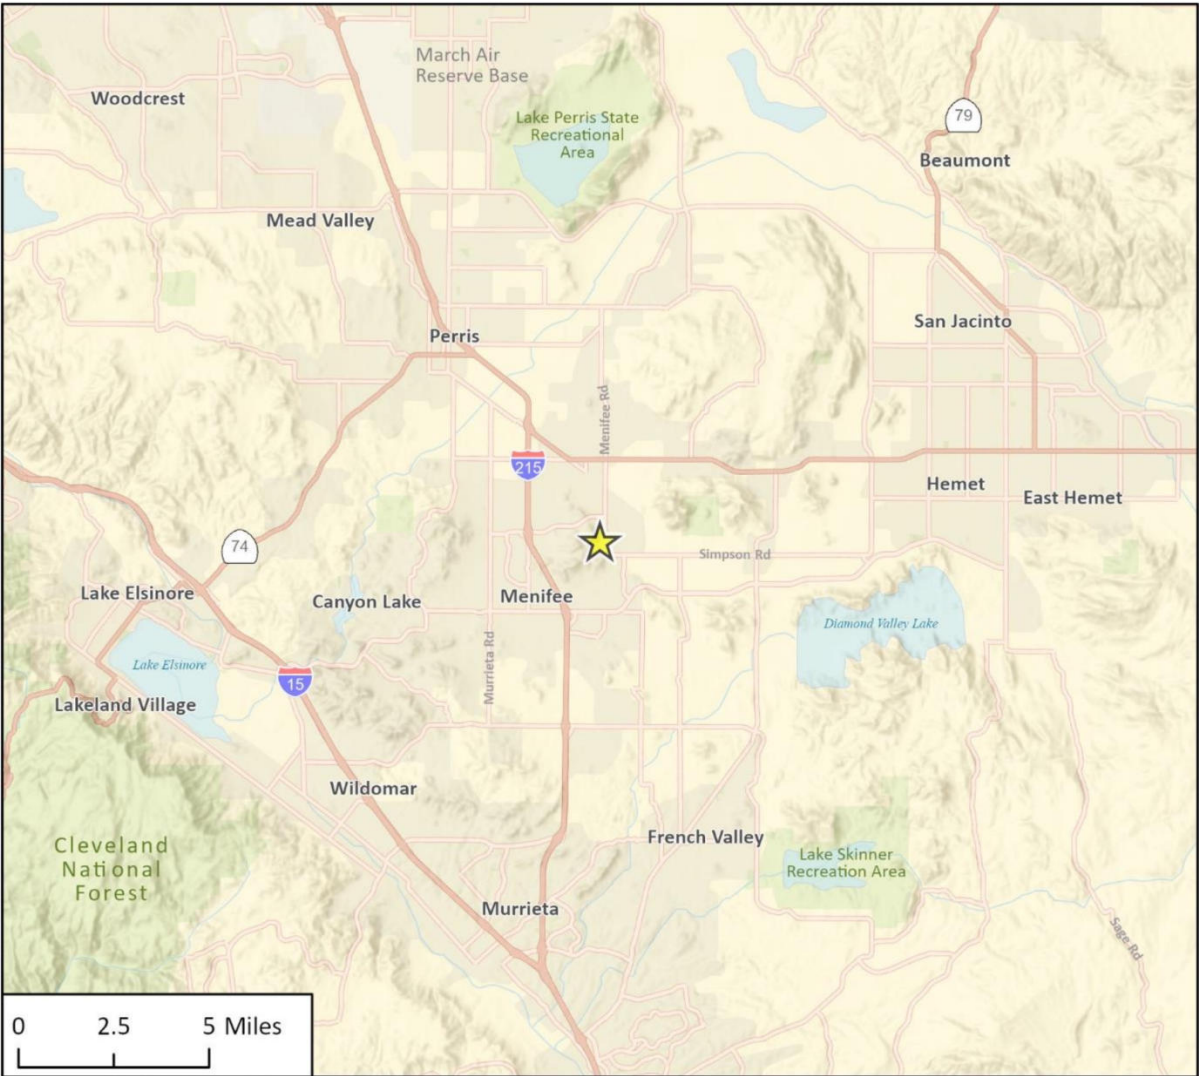 March Air
Reserve Base
Woodcrest
79
Lake Perris State
Recreational
Area
Beaumont
Mead Valley
San Jacinto
Perris
Menifee Rd
215
Hemet
East Hemet
74
Simpson Rd
Lake Elsinore
Canyon Lake
Menifee
Diamond Valley Lake
Lake Elsinore
Murrieta Rd
15
Lakeland Village
Wildomar
French Valley
Cleveland
National
Forest
Lake Skinner
Recreation Area
Murrieta
Sage Rd
0 2.5 5 Miles